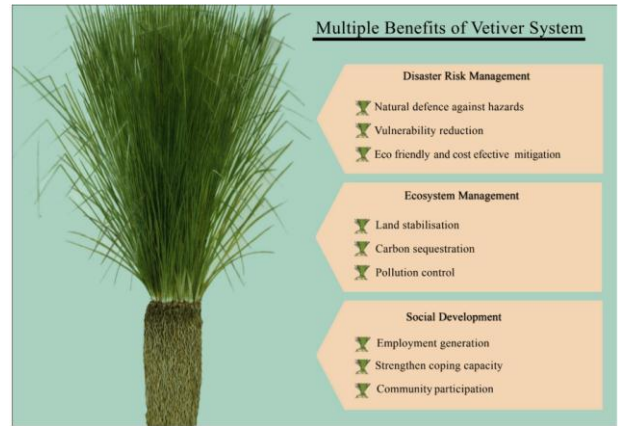 Multiple Benefits of Vetiver System
Disaster Risk Management
Natural defence against hazards
Vulnerability reduction
Eco friendly and cost efective mitigation
Ecosystem Management
Land stabilisation
Carbon sequestration
Pollution control
Social Development
Employment generation
Strengthen coping capacity
Community participation